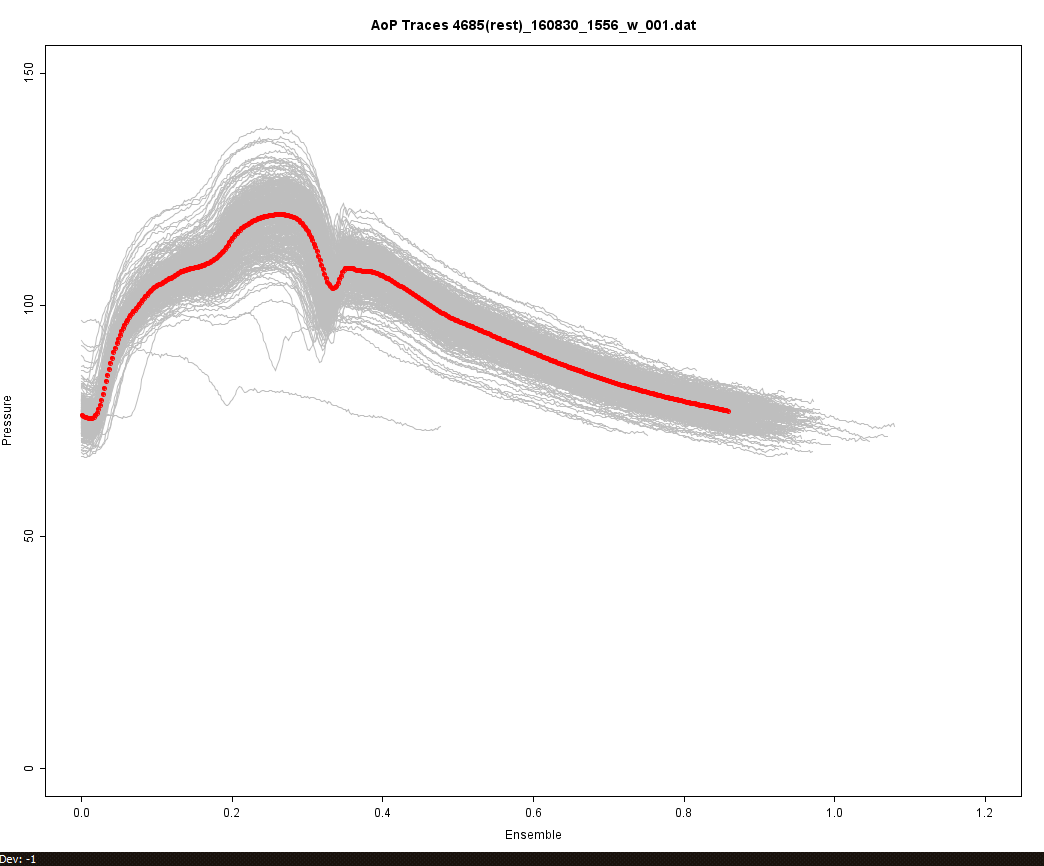 AoP Traces 4685(rest)_160830_1556_w_001.dat
150
100
50
0
Pressure
0.0 0.2 0.4 0.6 0.8 1.0 1.2
Ensemble
Dev: -1